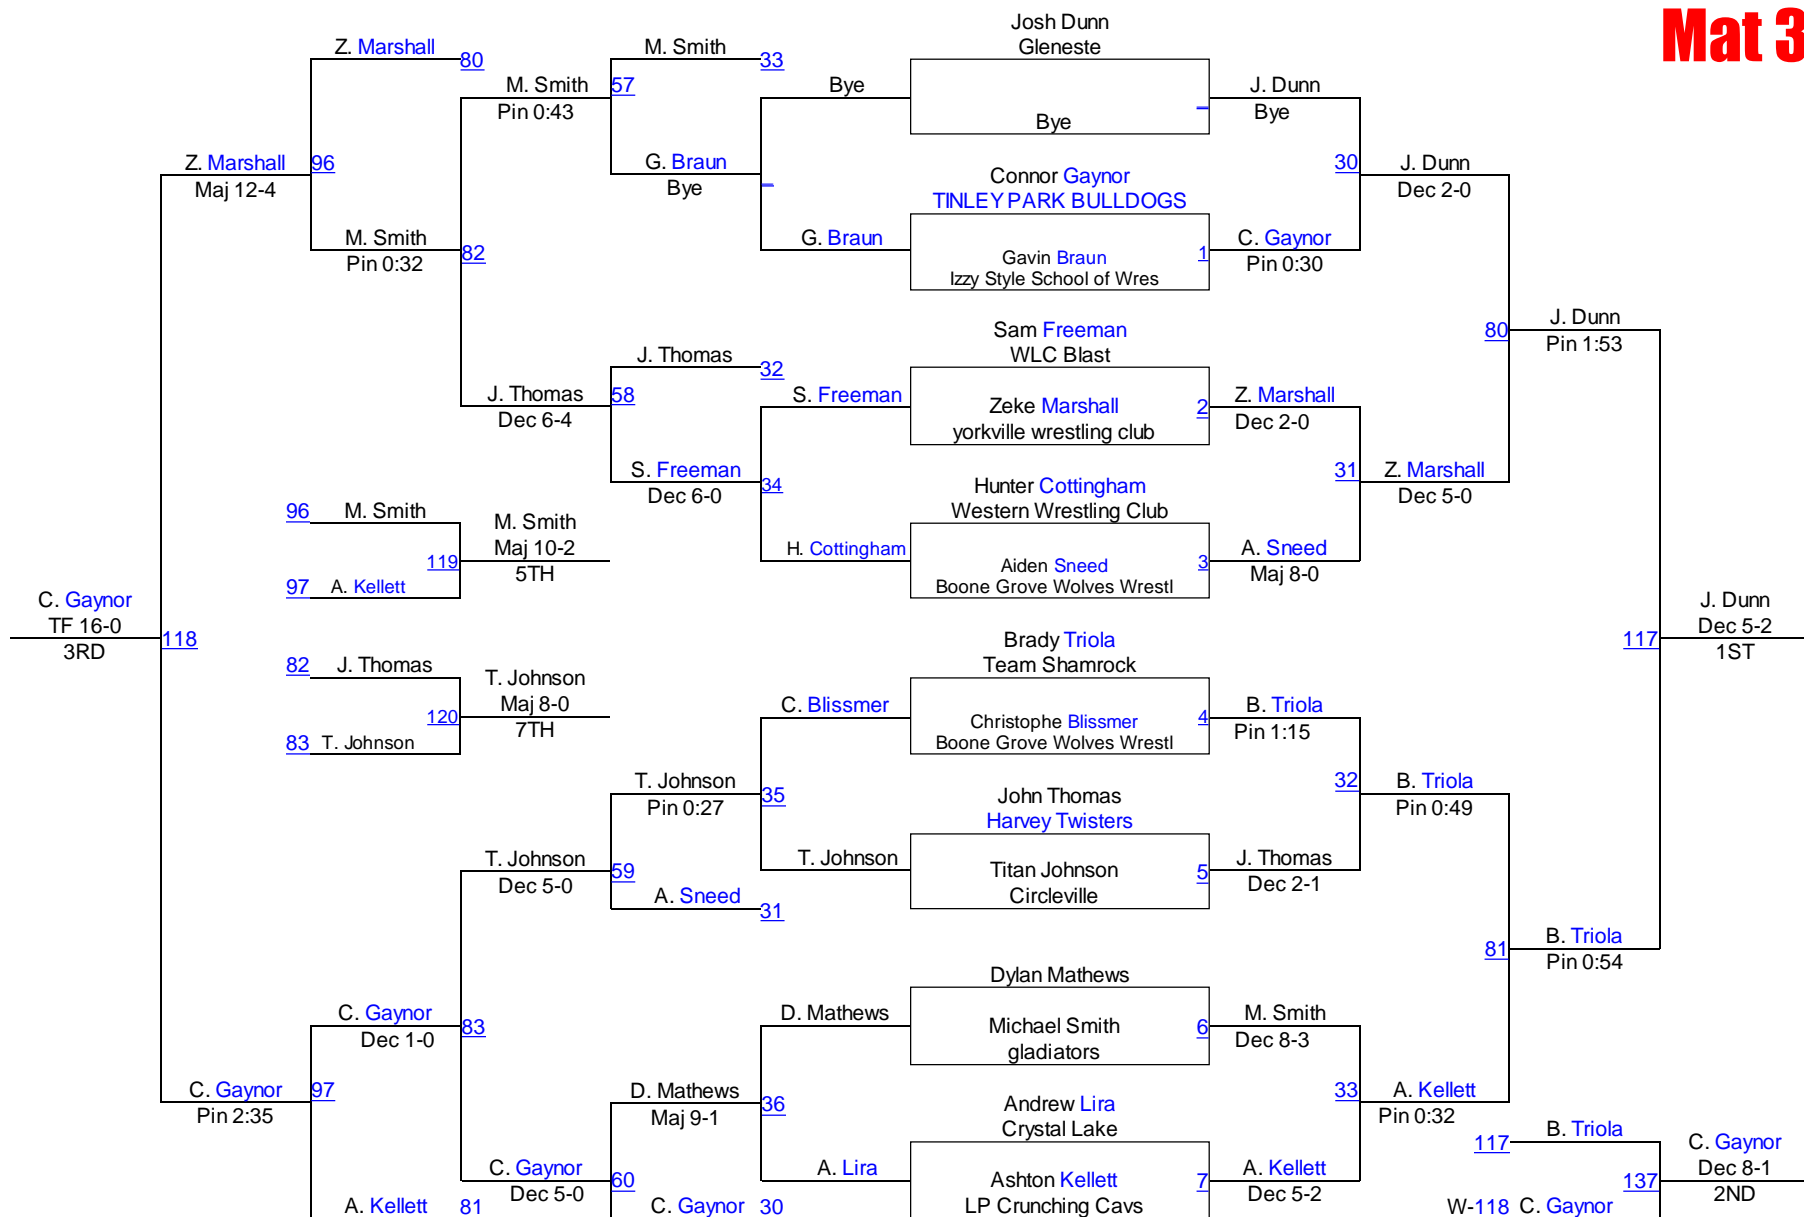 Mat 3
Josh Dunn
Gleneste
Z. Marshall
80
M. Smith
33
M. Smith
57
Pin 0:43
Bye
Bye
J. Dunn
Bye
Z. Marshall
96
Maj 12-4
G. Braun
Bye
Connor Gaynor
TINLEY PARK BULLDOGS
30
J. Dunn
Dec 2-0
M. Smith
Pin 0:32
82
G. Braun
Gavin Braun
Izzy Style School of Wres
1
C. Gaynor
Pin 0:30
Sam Freeman
WLC Blast
80
J. Dunn
Pin 1:53
J. Thomas
32
J. Thomas
58
Dec 6-4
S. Freeman
Zeke Marshall
yorkville wrestling club
2
Z. Marshall
Dec 2-0
S. Freeman
Dec 6-0
34
Hunter Cottingham
Western Wrestling Club
31
Z. Marshall
Dec 5-0
96
M. Smith
M. Smith
Maj 10-2
5TH
119
97
A. Kellett
H. Cottingham
Aiden Sneed
Boone Grove Wolves Wrestl
3
A. Sneed
Maj 8-0
C. Gaynor
TF 16-0
3RD
118
Brady Triola
Team Shamrock
117
J. Dunn
Dec 5-2
1ST
82
J. Thomas
T. Johnson
Maj 8-0
7TH
120
83
T. Johnson
C. Blissmer
Christophe Blissmer
Boone Grove Wolves Wrestl
4
B. Triola
Pin 1:15
T. Johnson
Pin 0:27
35
John Thomas
Harvey Twisters
32
B. Triola
Pin 0:49
T. Johnson
Dec 5-0
59
A. Sneed
31
T. Johnson
Titan Johnson
Circleville
5
J. Thomas
Dec 2-1
81
B. Triola
Pin 0:54
Dylan Mathews
C. Gaynor
Dec 1-0
83
D. Mathews
Michael Smith
gladiators
6
M. Smith
Dec 8-3
C. Gaynor
Pin 2:35
97
D. Mathews
Maj 9-1
36
Andrew Lira
Crystal Lake
33
A. Kellett
Pin 0:32
117
B. Triola
C. Gaynor
Dec 8-1
2ND
137
C. Gaynor
Dec 5-0
60
A. Lira
Ashton Kellett
LP Crunching Cavs
7
A. Kellett
Dec 5-2
A. Kellett
81
C. Gaynor
30
W-118 C. Gaynor